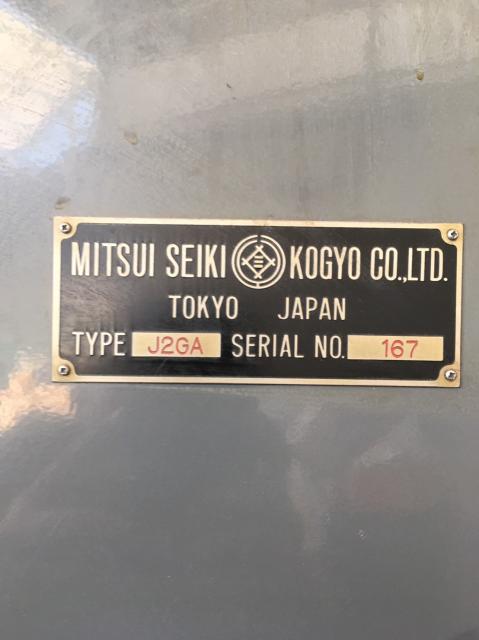 MITSUI SEIKI KOGYO CO.,LTD.
TOKYO JAPAN
TYPE J2GA SERIAL NO. 167